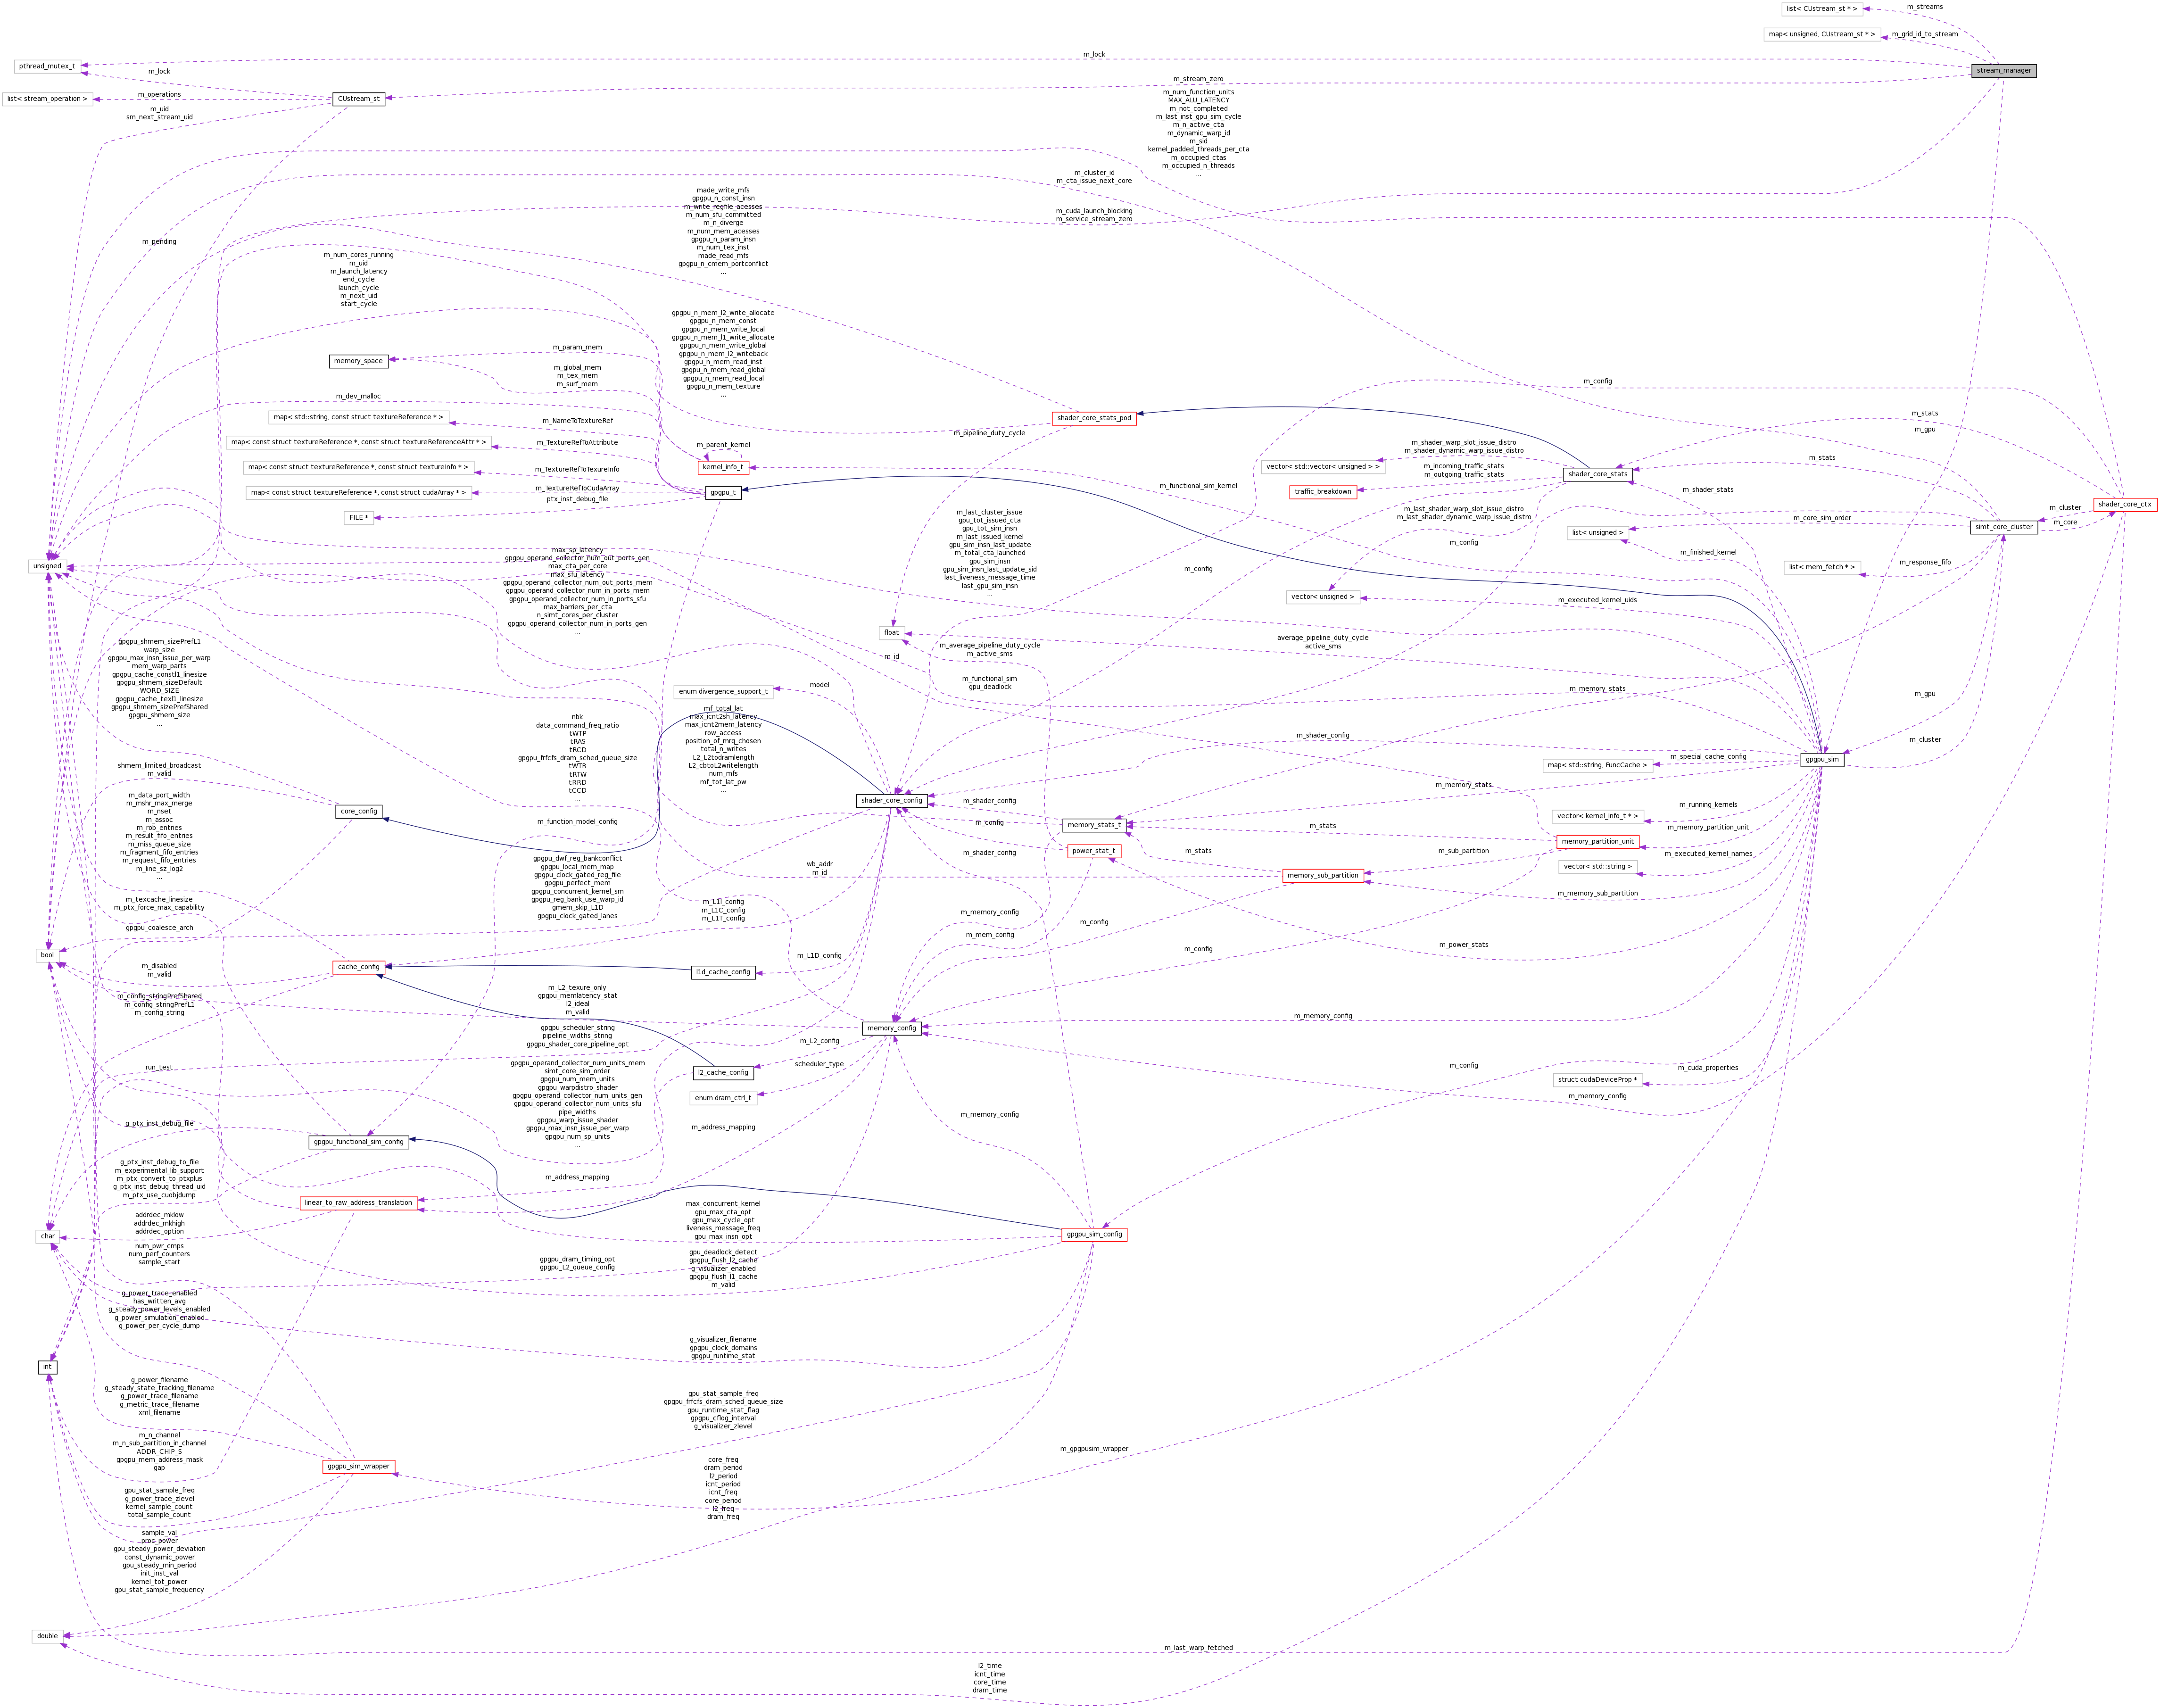 list< CUstream_st * >
m_streams
map< unsigned, CUstream_st * >
m_grid_id_to_stream
m_lock
pthread_mutex_t
m_lock
stream_manager
m_stream_zero
m_operations
list< stream_operation >
CUstream_st
m_uid
sm_next_stream_uid
m_num_function_units
MAX_ALU_LATENCY
m_not_completed
m_last_inst_gpu_sim_cycle
m_n_active_cta
m_dynamic_warp_id
m_sid
kernel_padded_threads_per_cta
m_occupied_ctas
m_occupied_n_threads
...
m_cluster_id
m_cta_issue_next_core
m_cuda_launch_blocking
m_service_stream_zero
m_pending
made_write_mfs
gpgpu_n_const_insn
m_write_regfile_acesses
m_num_sfu_committed
m_n_diverge
m_num_mem_acesses
gpgpu_n_param_insn
m_num_tex_inst
made_read_mfs
gpgpu_n_cmem_portconflict
...
m_num_cores_running
m_uid
m_launch_latency
end_cycle
launch_cycle
m_next_uid
start_cycle
gpgpu_n_mem_l2_write_allocate
gpgpu_n_mem_const
gpgpu_n_mem_write_local
gpgpu_n_mem_l1_write_allocate
gpgpu_n_mem_write_global
gpgpu_n_mem_l2_writeback
gpgpu_n_mem_read_inst
gpgpu_n_mem_read_global
gpgpu_n_mem_read_local
gpgpu_n_mem_texture
...
memory_space
m_param_mem
m_global_mem
m_tex_mem
m_surf_mem
m_dev_malloc
map< std::string, const struct textureReference * >
m_NameToTextureRef
map< const struct textureReference *, const struct textureReferenceAttr * >
m_TextureRefToAttribute
map< const struct textureReference *, const struct textureInfo * >
m_TextureRefToTexureInfo
map< const struct textureReference *, const struct cudaArray * >
m_TextureRefToCudaArray
ptx_inst_debug_file
FILE *
m_parent_kernel
kernel_info_t
gpgpu_t
shader_core_stats_pod
m_pipeline_duty_cycle
m_config
m_stats
m_gpu
m_shader_warp_slot_issue_distro
m_shader_dynamic_warp_issue_distro
vector< std::vector< unsigned > >
m_incoming_traffic_stats
m_outgoing_traffic_stats
traffic_breakdown
shader_core_stats
m_stats
m_functional_sim_kernel
m_shader_stats
m_last_shader_warp_slot_issue_distro
m_last_shader_dynamic_warp_issue_distro
m_core_sim_order
list< unsigned >
simt_core_cluster
m_cluster
m_core
shader_core_ctx
m_config
m_finished_kernel
m_response_fifo
list< mem_fetch * >
m_config
vector< unsigned >
m_executed_kernel_uids
m_last_cluster_issue
gpu_tot_issued_cta
gpu_tot_sim_insn
m_last_issued_kernel
gpu_sim_insn_last_update
m_total_cta_launched
gpu_sim_insn
gpu_sim_insn_last_update_sid
last_liveness_message_time
last_gpu_sim_insn
...
unsigned
max_sp_latency
gpgpu_operand_collector_num_out_ports_gen
max_cta_per_core
max_sfu_latency
gpgpu_operand_collector_num_out_ports_mem
gpgpu_operand_collector_num_in_ports_mem
gpgpu_operand_collector_num_in_ports_sfu
max_barriers_per_cta
n_simt_cores_per_cluster
gpgpu_operand_collector_num_in_ports_gen
...
float
average_pipeline_duty_cycle
active_sms
m_average_pipeline_duty_cycle
m_active_sms
m_id
m_functional_sim
gpu_deadlock
m_memory_stats
m_gpu
gpgpu_shmem_sizePrefL1
warp_size
gpgpu_max_insn_issue_per_warp
mem_warp_parts
gpgpu_cache_constl1_linesize
gpgpu_shmem_sizeDefault
WORD_SIZE
gpgpu_cache_texl1_linesize
gpgpu_shmem_sizePrefShared
gpgpu_shmem_size
...
enum divergence_support_t
model
nbk
data_command_freq_ratio
tWTP
tRAS
tRCD
gpgpu_frfcfs_dram_sched_queue_size
tWTR
tRTW
tRRD
tCCD
...
mf_total_lat
max_icnt2sh_latency
max_icnt2mem_latency
row_access
position_of_mrq_chosen
total_n_writes
L2_L2todramlength
L2_cbtoL2writelength
num_mfs
mf_tot_lat_pw
...
m_shader_config
m_cluster
gpgpu_sim
m_special_cache_config
map< std::string, FuncCache >
m_memory_stats
shmem_limited_broadcast
m_valid
core_config
shader_core_config
m_shader_config
memory_stats_t
m_running_kernels
vector< kernel_info_t * >
m_data_port_width
m_mshr_max_merge
m_nset
m_assoc
m_rob_entries
m_result_fifo_entries
m_miss_queue_size
m_fragment_fifo_entries
m_request_fifo_entries
m_line_sz_log2
...
m_function_model_config
m_config
m_stats
m_memory_partition_unit
memory_partition_unit
power_stat_t
m_shader_config
m_stats
m_sub_partition
m_executed_kernel_names
vector< std::string >
gpgpu_dwf_reg_bankconflict
gpgpu_local_mem_map
gpgpu_clock_gated_reg_file
gpgpu_perfect_mem
gpgpu_concurrent_kernel_sm
gpgpu_reg_bank_use_warp_id
gmem_skip_L1D
gpgpu_clock_gated_lanes
wb_addr
m_id
memory_sub_partition
m_memory_sub_partition
m_texcache_linesize
m_ptx_force_max_capability
m_L1I_config
m_L1C_config
m_L1T_config
m_memory_config
m_config
gpgpu_coalesce_arch
m_mem_config
m_config
m_power_stats
bool
m_disabled
m_valid
cache_config
l1d_cache_config
m_L1D_config
m_config_stringPrefShared
m_config_stringPrefL1
m_config_string
m_L2_texure_only
gpgpu_memlatency_stat
l2_ideal
m_valid
m_memory_config
memory_config
gpgpu_scheduler_string
pipeline_widths_string
gpgpu_shader_core_pipeline_opt
m_L2_config
run_test
l2_cache_config
scheduler_type
m_config
m_cuda_properties
struct cudaDeviceProp *
enum dram_ctrl_t
m_memory_config
gpgpu_operand_collector_num_units_mem
simt_core_sim_order
gpgpu_num_mem_units
gpgpu_warpdistro_shader
gpgpu_operand_collector_num_units_gen
gpgpu_operand_collector_num_units_sfu
pipe_widths
gpgpu_warp_issue_shader
gpgpu_max_insn_issue_per_warp
gpgpu_num_sp_units
...
g_ptx_inst_debug_file
m_memory_config
m_address_mapping
gpgpu_functional_sim_config
g_ptx_inst_debug_to_file
m_experimental_lib_support
m_ptx_convert_to_ptxplus
g_ptx_inst_debug_thread_uid
m_ptx_use_cuobjdump
m_address_mapping
linear_to_raw_address_translation
addrdec_mklow
addrdec_mkhigh
addrdec_option
max_concurrent_kernel
gpu_max_cta_opt
gpu_max_cycle_opt
liveness_message_freq
gpu_max_insn_opt
gpgpu_sim_config
char
num_pwr_cmps
num_perf_counters
sample_start
gpgpu_dram_timing_opt
gpgpu_L2_queue_config
gpu_deadlock_detect
gpgpu_flush_l2_cache
g_visualizer_enabled
gpgpu_flush_l1_cache
m_valid
g_power_trace_enabled
has_written_avg
g_steady_power_levels_enabled
g_power_simulation_enabled
g_power_per_cycle_dump
g_visualizer_filename
gpgpu_clock_domains
gpgpu_runtime_stat
int
g_power_filename
g_steady_state_tracking_filename
g_power_trace_filename
g_metric_trace_filename
xml_filename
gpu_stat_sample_freq
gpgpu_frfcfs_dram_sched_queue_size
gpu_runtime_stat_flag
gpgpu_cflog_interval
g_visualizer_zlevel
m_n_channel
m_n_sub_partition_in_channel
ADDR_CHIP_S
gpgpu_mem_address_mask
gap
gpgpu_sim_wrapper
m_gpgpusim_wrapper
core_freq
dram_period
l2_period
icnt_period
icnt_freq
core_period
l2_freq
dram_freq
gpu_stat_sample_freq
g_power_trace_zlevel
kernel_sample_count
total_sample_count
sample_val
proc_power
gpu_steady_power_deviation
const_dynamic_power
gpu_steady_min_period
init_inst_val
kernel_tot_power
gpu_stat_sample_frequency
double
m_last_warp_fetched
l2_time
icnt_time
core_time
dram_time